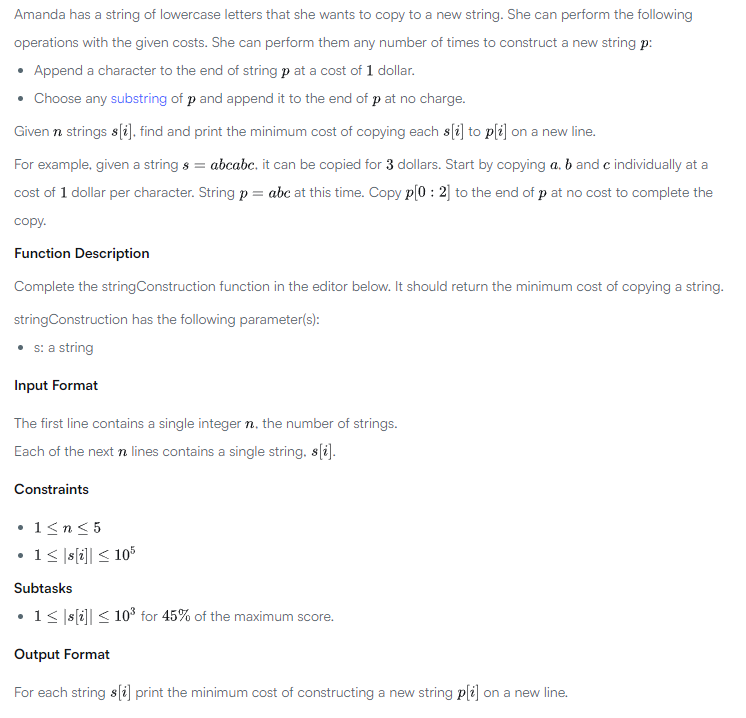 Amanda has a string of lowercase letters that she wants to copy to a new string. She can perform the following
operations with the given costs. She can perform them any number of times to construct a new string p:
• Append a character to the end of string p at a cost of 1 dollar.
• Choose any substring of p and append it to the end of p at no charge.
Given n strings s[i], find and print the minimum cost of copying each s[i] to p[i] on a new line.
For example, given a string s = abcabc, it can be copied for 3 dollars. Start by copying a, b and c individually at a
cost of 1 dollar per character. String p = abc at this time. Copy p[0 : 2] to the end of p at no cost to complete the
copy.
Function Description
Complete the stringConstruction function in the editor below. It should return the minimum cost of copying a string.
stringConstruction has the following parameter(s):
• s: a string
Input Format
The first line contains a single integer n, the number of strings.
Each of the next n lines contains a single string, s[i].
Constraints
• 1 ≤ n ≤ 5
• 1 ≤ |s[i]| ≤ 10⁵
Subtasks
• 1 ≤ |s[i]| ≤ 10³ for 45% of the maximum score.
Output Format
For each string s[i] print the minimum cost of constructing a new string p[i] on a new line.